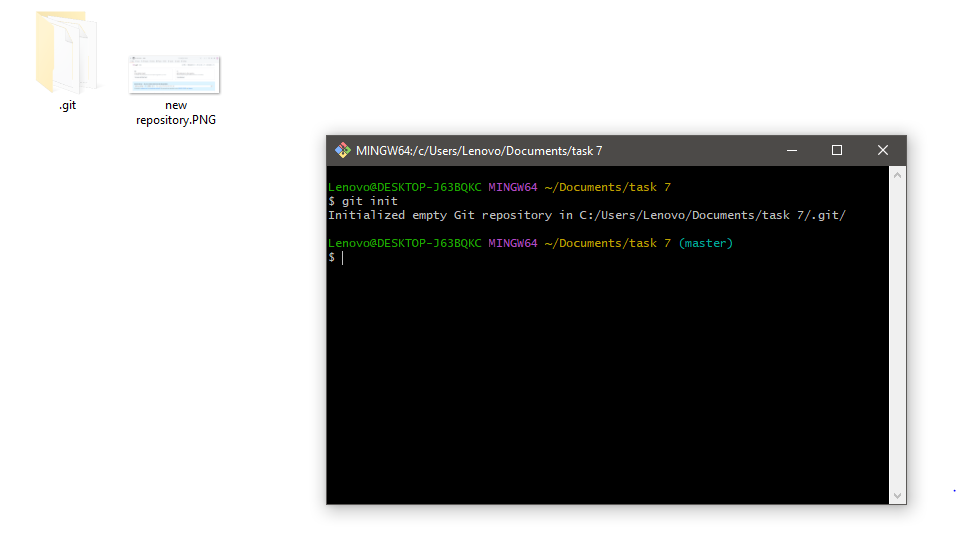 .git
new
repository.PNG
MINGW64:/c/Users/Lenovo/Documents/task 7
Lenovo@DESKTOP-J63BQKC MINGW64 ~/Documents/task 7
$ git init
Initialized empty Git repository in C:/Users/Lenovo/Documents/task 7/.git/
Lenovo@DESKTOP-J63BQKC MINGW64 ~/Documents/task 7 (master)
$